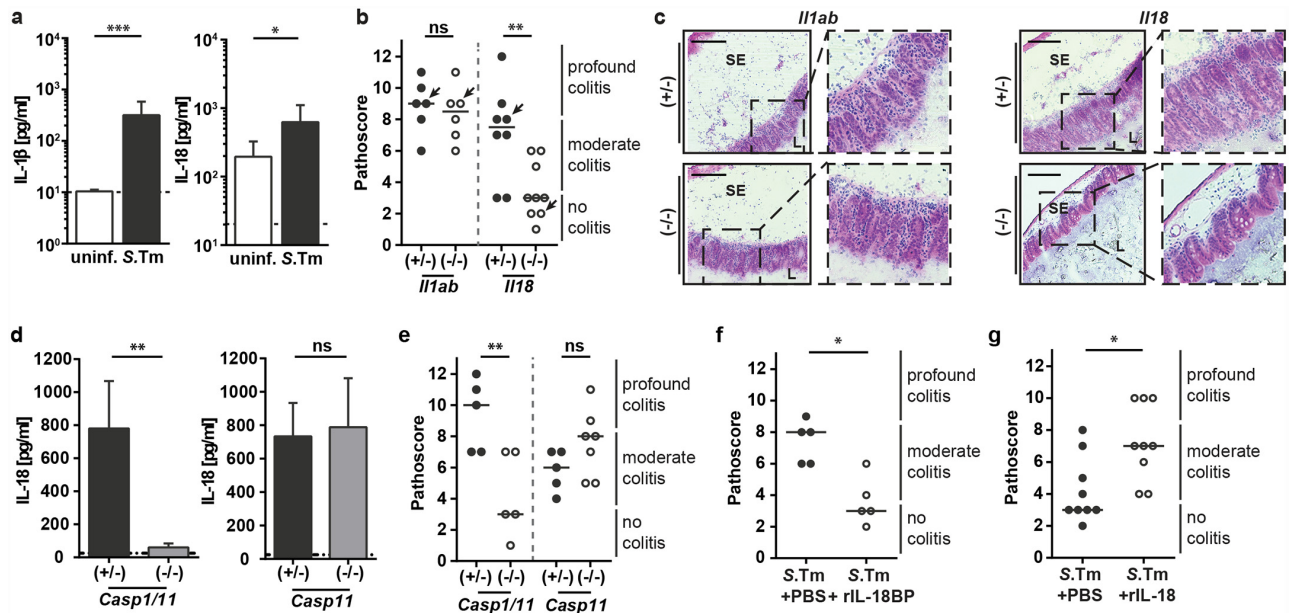 a
***
IL-1β [pg/ml]
10⁴
10³
10²
10¹
10⁰
uninf. S.Tm
*
IL-18 [pg/ml]
10⁴
10³
10²
10¹
uninf. S.Tm
b
ns
**
Pathoscore
12
10
8
6
4
2
0
profound
colitis
moderate
colitis
no
colitis
(+/-) (-/-) (+/-) (-/-)
Il1ab Il18
c
Il1ab
Il18
(+/-)
SE
L
SE
L
(-/-)
SE
L
SE
L
d
**
IL-18 [pg/ml]
1200
1000
800
600
400
200
0
(+/-) (-/-)
Casp1/11
ns
IL-18 [pg/ml]
1200
1000
800
600
400
200
0
(+/-) (-/-)
Casp11
e
**
ns
Pathoscore
12
10
8
6
4
2
0
profound
colitis
moderate
colitis
no
colitis
(+/-) (-/-) (+/-) (-/-)
Casp1/11 Casp11
f
*
Pathoscore
12
10
8
6
4
2
0
profound
colitis
moderate
colitis
no
colitis
S.Tm S.Tm
+PBS + rIL-18BP
g
*
Pathoscore
12
10
8
6
4
2
0
profound
colitis
moderate
colitis
no
colitis
S.Tm S.Tm
+PBS +rIL-18